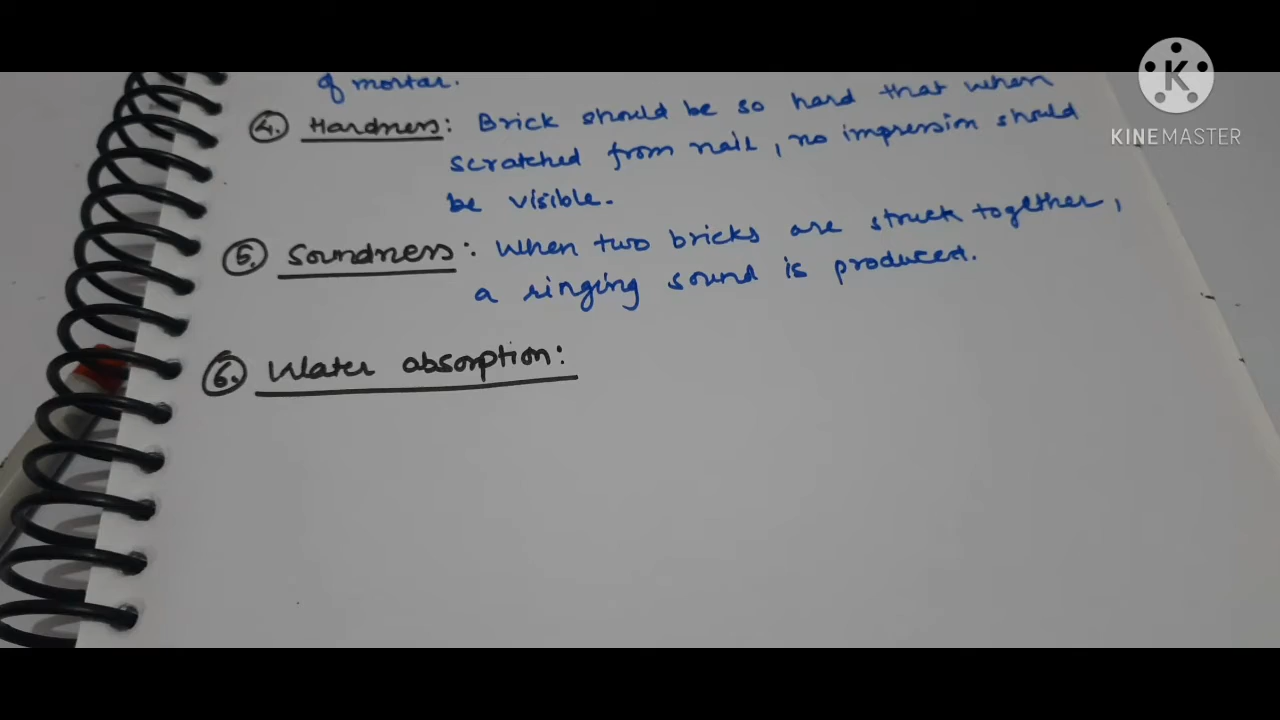 of mortar.
4. Hardness: Brick should be so hard that when
scratched from nail, no impression should
be visible.
5. Soundness: When two bricks are struck together,
a ringing sound is produced.
6. Water absorption:
K
KINEMASTER